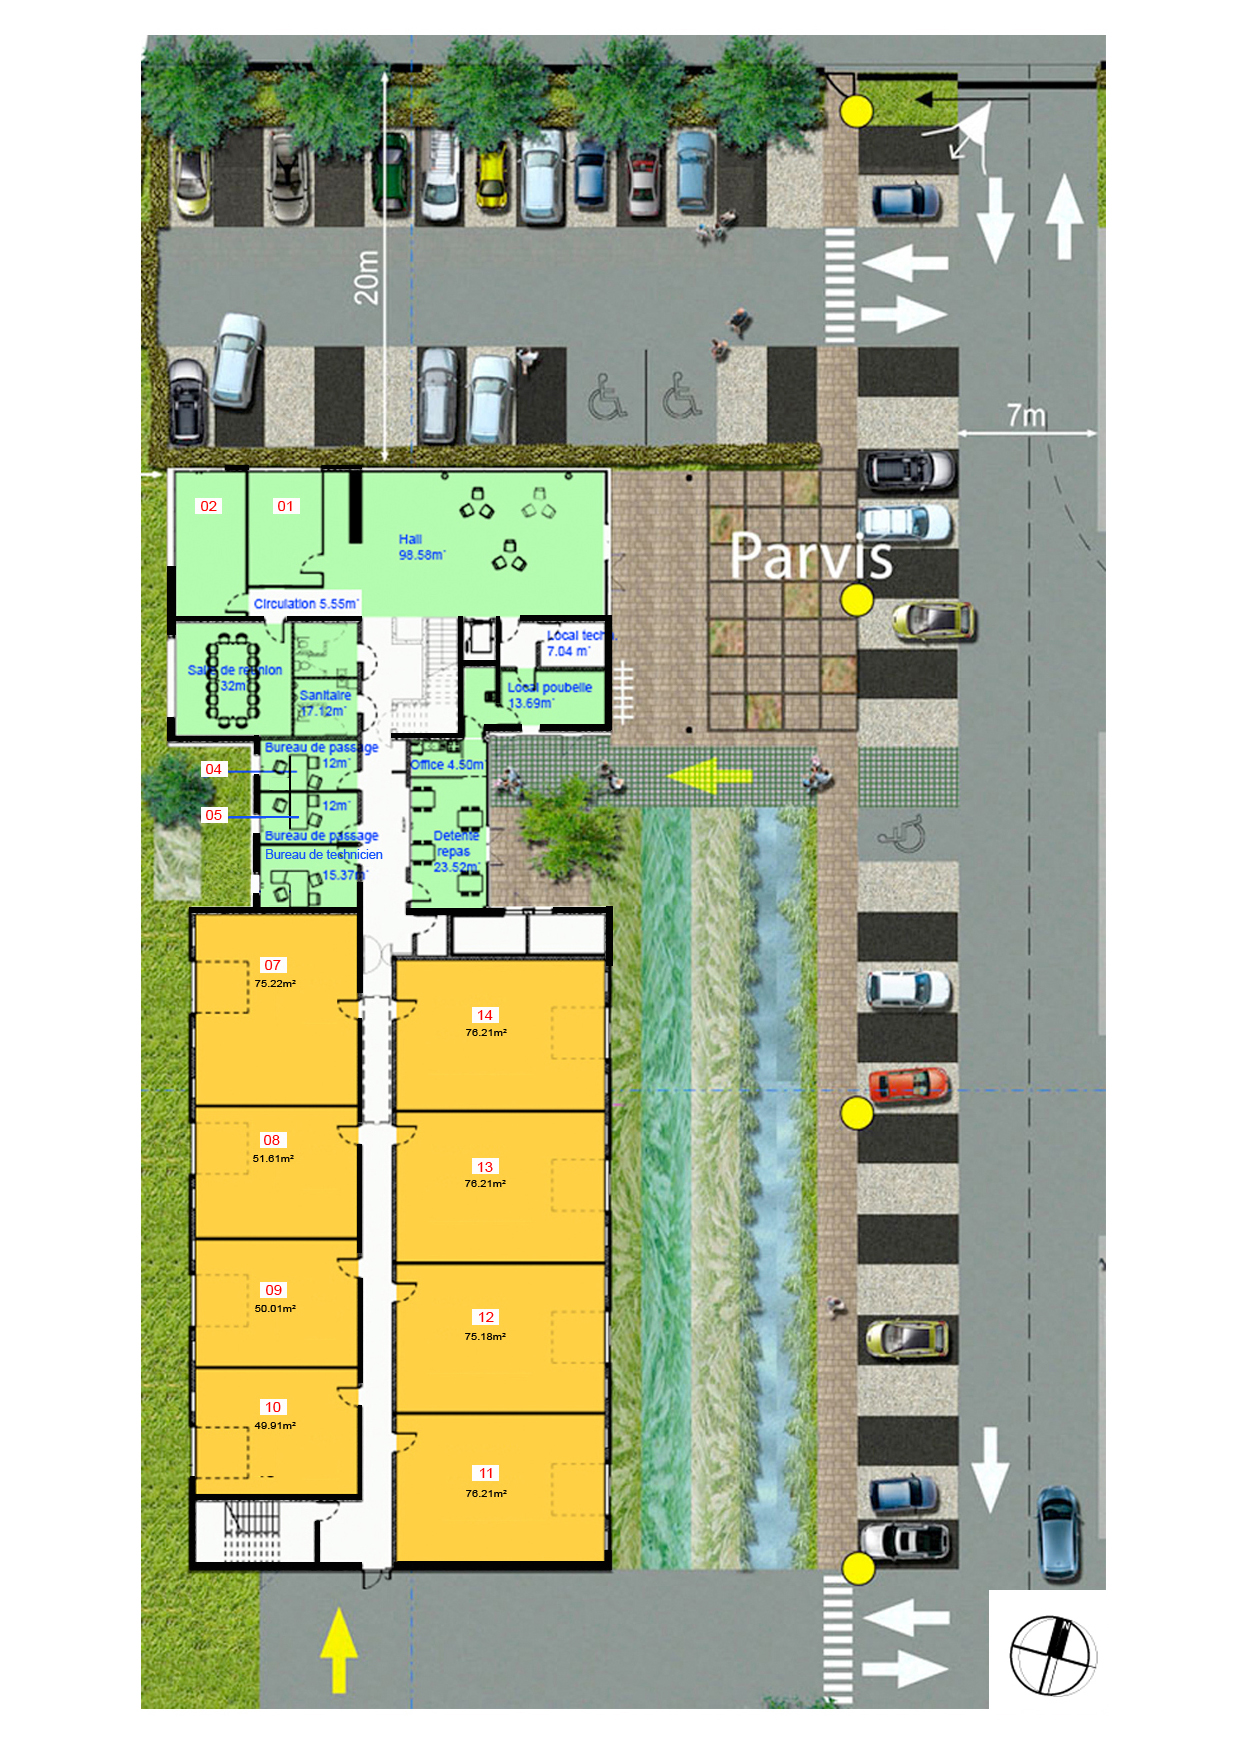 20m
7m
02
01
Hall
98.58m²
Parvis
Circulation 5.55m²
Local techn.
7.04 m²
Salle de réunion
32m²
Sanitaire
17.12m²
Local poubelle
13.69m²
Bureau de passage
12m²
04
Office 4.50m²
05
12m²
Bureau de passage
Bureau de technicien
15.37m²
Detente
repas
23.52m²
07
75.22m²
14
76.21m²
08
51.61m²
13
76.21m²
09
50.01m²
12
75.18m²
10
49.91m²
11
76.21m²
N